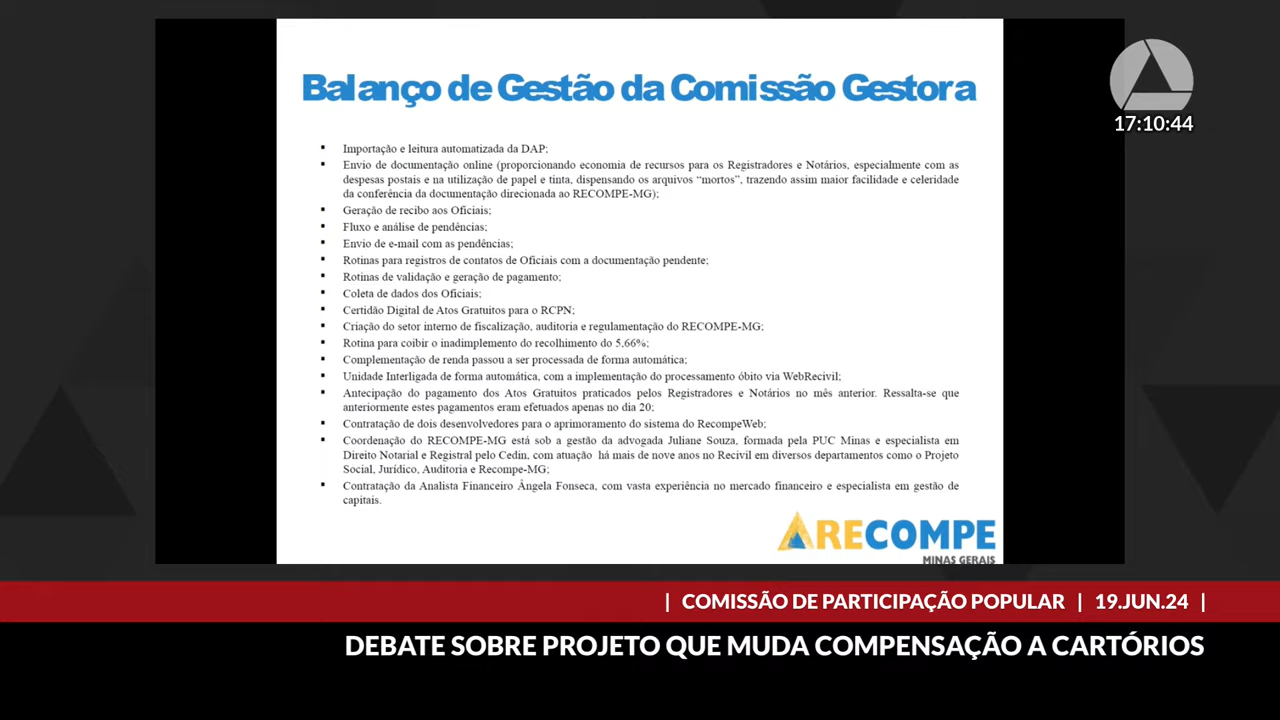 Balanço de Gestão da Comissão Gestora
17:10:44
▪ Importação e leitura automatizada da DAP;
▪ Envio de documentação online (proporcionando economia de recursos para os Registradores e Notários, especialmente com as
despesas postais e na utilização de papel e tinta, dispensando os arquivos “mortos”, trazendo assim maior facilidade e celeridade
da conferência da documentação direcionada ao RECOMPE-MG);
▪ Geração de recibo aos Oficiais;
▪ Fluxo e análise de pendências;
▪ Envio de e-mail com as pendências;
▪ Rotinas para registros de contatos de Oficiais com a documentação pendente;
▪ Rotinas de validação e geração de pagamento;
▪ Coleta de dados dos Oficiais;
▪ Certidão Digital de Atos Gratuitos para o RCPN;
▪ Criação do setor interno de fiscalização, auditoria e regulamentação do RECOMPE-MG;
▪ Rotina para coibir o inadimplemento do recolhimento do 5,66%;
▪ Complementação de renda passou a ser processada de forma automática;
▪ Unidade Interligada de forma automática, com a implementação do processamento óbito via WebRecivil;
▪ Antecipação do pagamento dos Atos Gratuitos praticados pelos Registradores e Notários no mês anterior. Ressalta-se que
anteriormente estes pagamentos eram efetuados apenas no dia 20;
▪ Contratação de dois desenvolvedores para o aprimoramento do sistema do RecompeWeb;
▪ Coordenação do RECOMPE-MG está sob a gestão da advogada Juliane Souza, formada pela PUC Minas e especialista em
Direito Notarial e Registral pelo Cedin, com atuação há mais de nove anos no Recivil em diversos departamentos como o Projeto
Social, Jurídico, Auditoria e Recompe-MG;
▪ Contratação da Analista Financeiro Ângela Fonseca, com vasta experiência no mercado financeiro e especialista em gestão de
capitais.
RECOMPE
MINAS GERAIS
| COMISSÃO DE PARTICIPAÇÃO POPULAR | 19.JUN.24 |
DEBATE SOBRE PROJETO QUE MUDA COMPENSAÇÃO A CARTÓRIOS